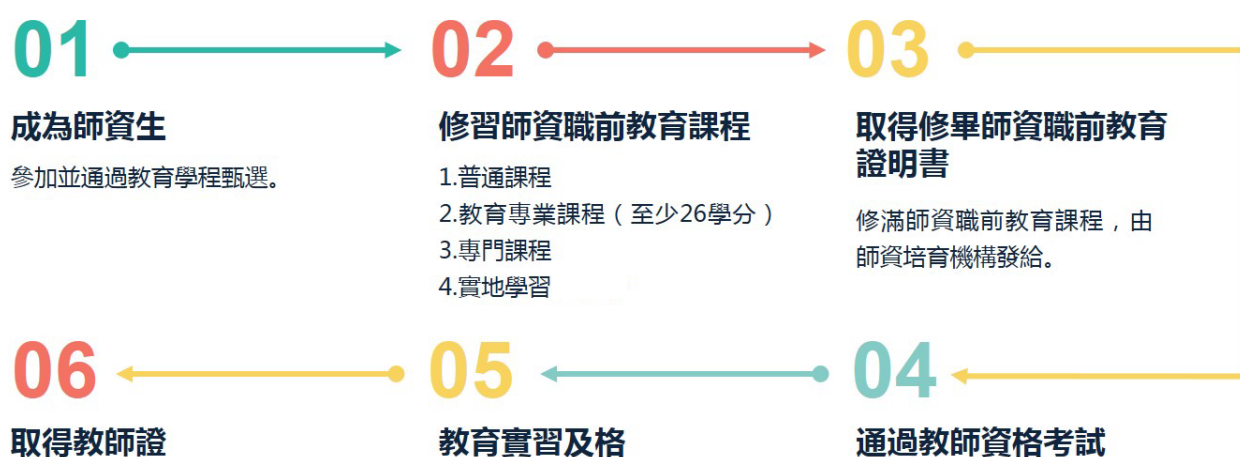 01
成為師資生
參加並通過教育學程甄選。
02
修習師資職前教育課程
1.普通課程
2.教育專業課程（至少26學分）
3.專門課程
4.實地學習
03
取得修畢師資職前教育
證明書
修滿師資職前教育課程，由
師資培育機構發給。
04
通過教師資格考試
05
教育實習及格
06
取得教師證